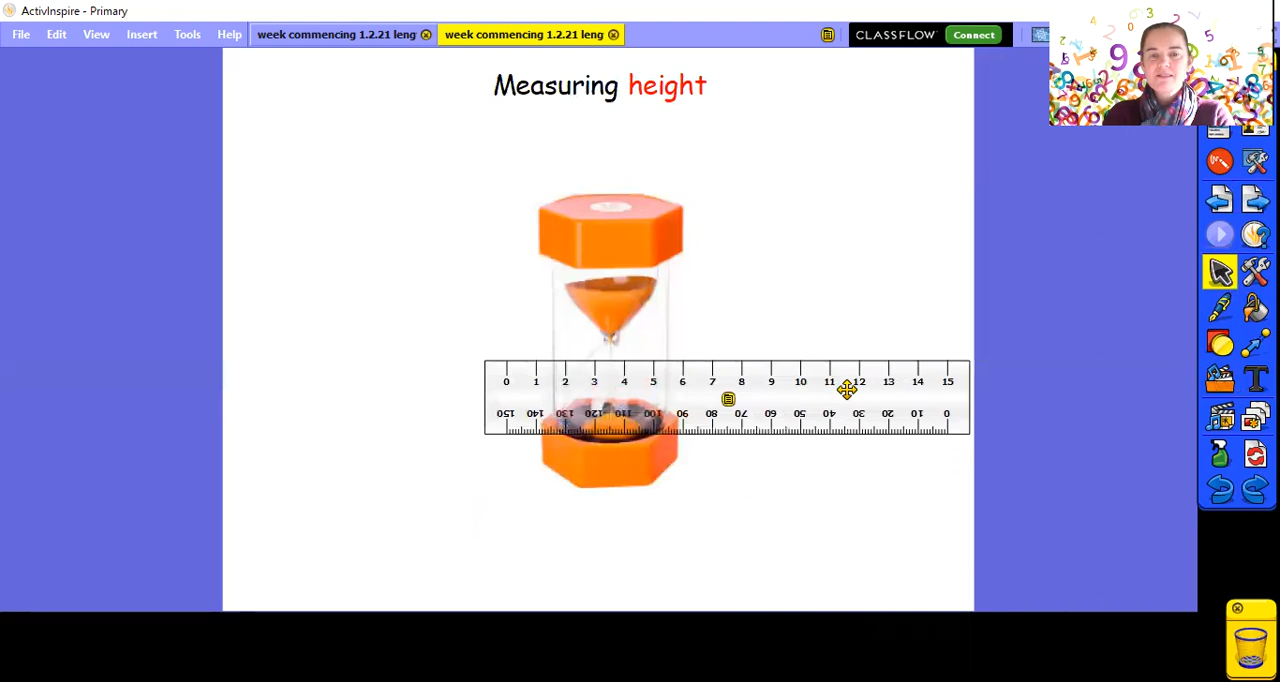 ActivInspire - Primary
File Edit View Insert Tools Help week commencing 1.2.21 leng week commencing 1.2.21 leng CLASSFLOW Connect
Measuring height
0 1 2 3 4 5 6 7 8 9 10 11 12 13 14 15
150 140 130 120 110 100 90 80 70 60 50 40 30 20 10 0